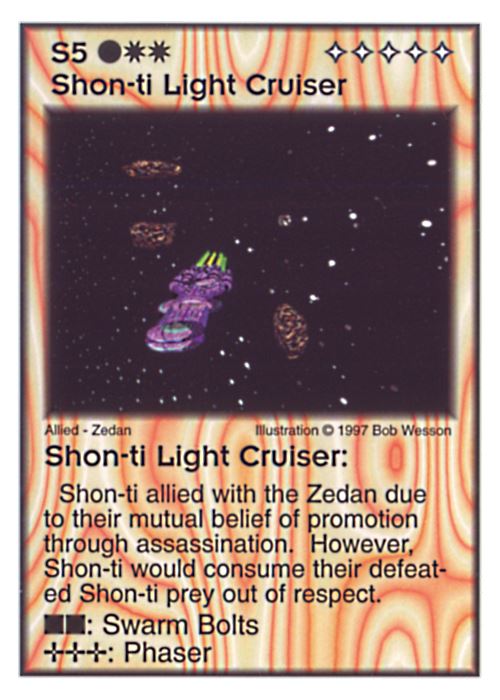 S5 ●✷✷ ✧✧✧✧✧
Shon-ti Light Cruiser
Allied - Zedan Illustration © 1997 Bob Wesson
Shon-ti Light Cruiser:
Shon-ti allied with the Zedan due
to their mutual belief of promotion
through assassination. However,
Shon-ti would consume their defeat-
ed Shon-ti prey out of respect.
■■: Swarm Bolts
✢✢✢: Phaser